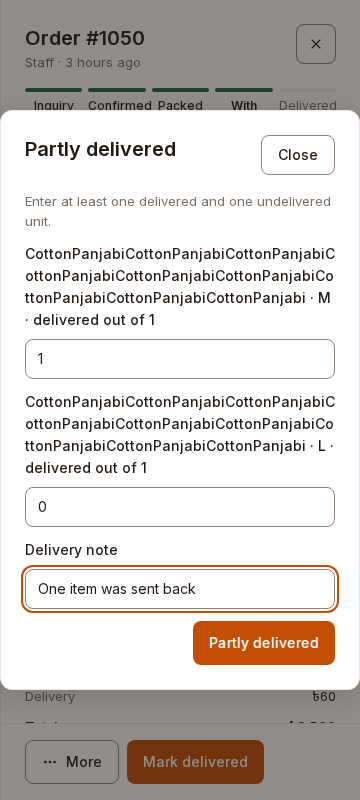 Order #1050
Staff · 3 hours ago
Inquiry Confirmed Packed With Delivered
Partly delivered
Close
Enter at least one delivered and one undelivered
unit.
CottonPanjabiCottonPanjabiCottonPanjabiC
ottonPanjabiCottonPanjabiCottonPanjabiCo
ttonPanjabiCottonPanjabiCottonPanjabi · M
· delivered out of 1
1
CottonPanjabiCottonPanjabiCottonPanjabiC
ottonPanjabiCottonPanjabiCottonPanjabiCo
ttonPanjabiCottonPanjabiCottonPanjabi · L ·
delivered out of 1
0
Delivery note
One item was sent back
Partly delivered
Delivery ৳60
··· More
Mark delivered